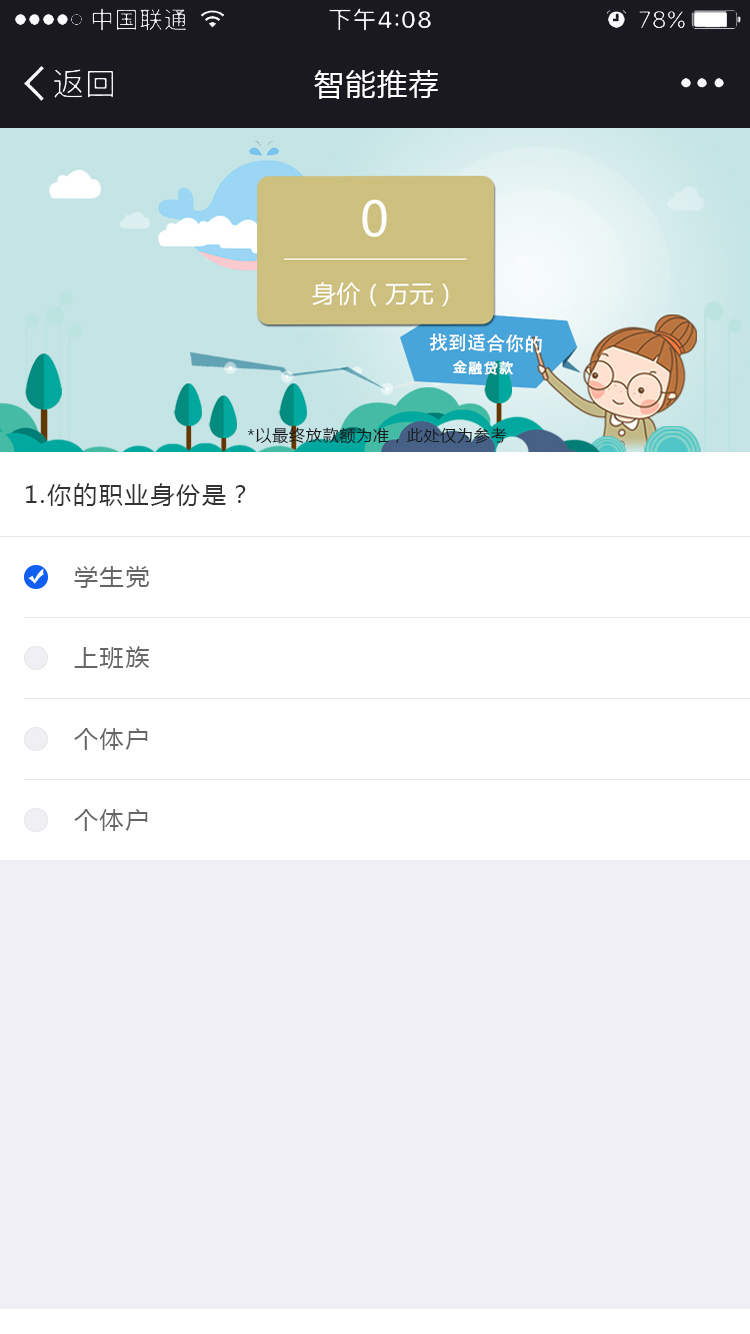 中国联通
下午4:08
78%
返回
智能推荐
0
身价（万元）
找到适合你的
金融贷款
*以最终放款额为准，此处仅为参考
1.你的职业身份是？
学生党
上班族
个体户
个体户